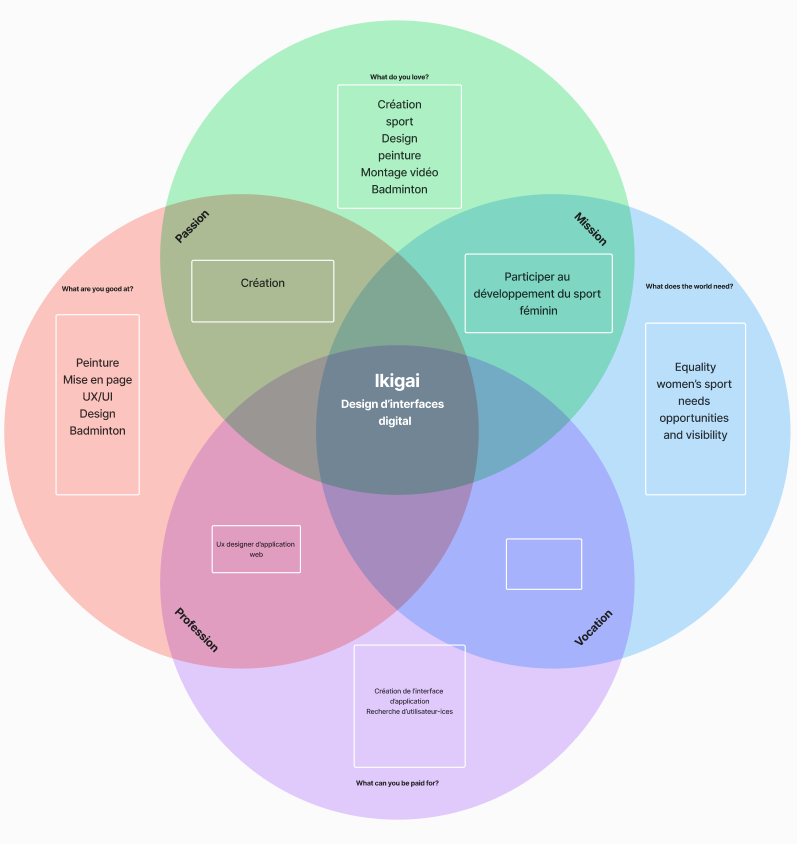 What do you love?
Création
sport
Design
peinture
Montage vidéo
Badminton
Passion
Mission
Création
Participer au
développement du sport
féminin
What are you good at?
Peinture
Mise en page
UX/UI
Design
Badminton
What does the world need?
Equality
women's sport
needs
opportunities
and visibility
Ikigai
Design d'interfaces
digital
Ux designer d'application
web
Profession
Vocation
Création de l'interface
d'application
Recherche d'utilisateur-ices
What can you be paid for?